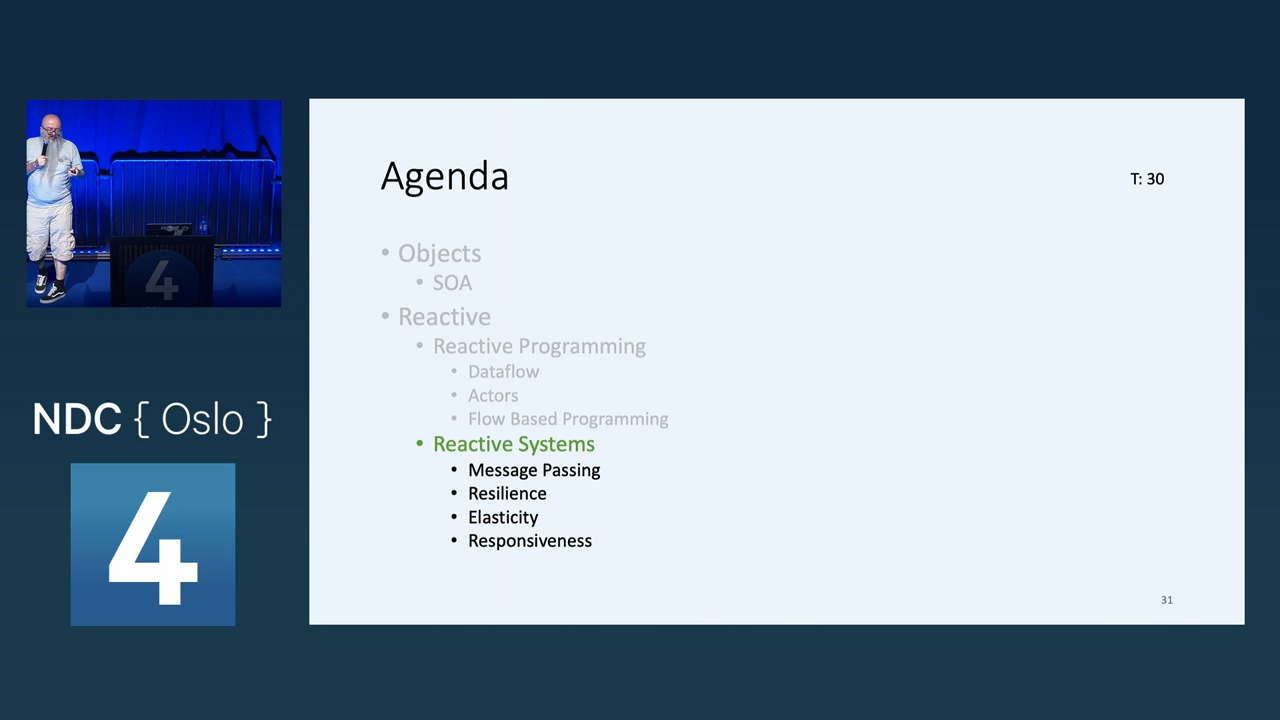 Agenda
T: 30
• Objects
• SOA
• Reactive
• Reactive Programming
• Dataflow
• Actors
• Flow Based Programming
• Reactive Systems
• Message Passing
• Resilience
• Elasticity
• Responsiveness
31
4
NDC { Oslo }
4